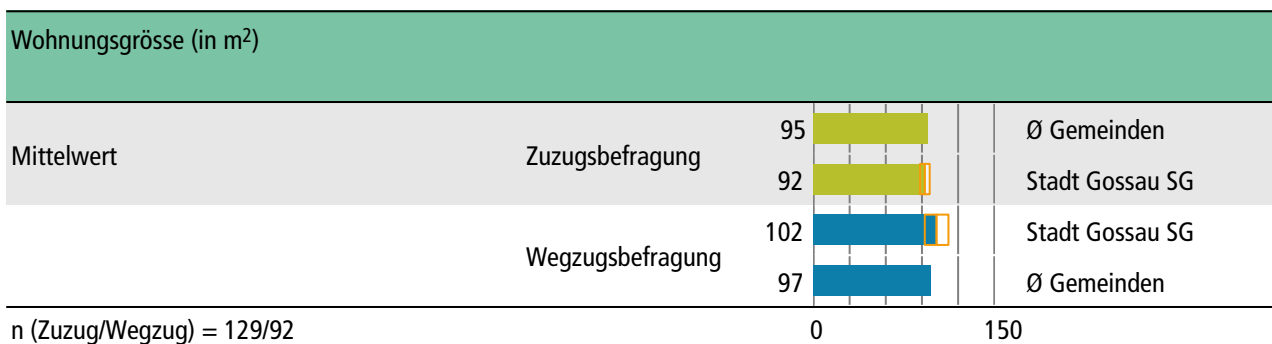 Wohnungsgrösse (in m²)
Mittelwert
Zuzugsbefragung
95 Ø Gemeinden
92 Stadt Gossau SG
Wegzugsbefragung
102 Stadt Gossau SG
97 Ø Gemeinden
n (Zuzug/Wegzug) = 129/92
0 150